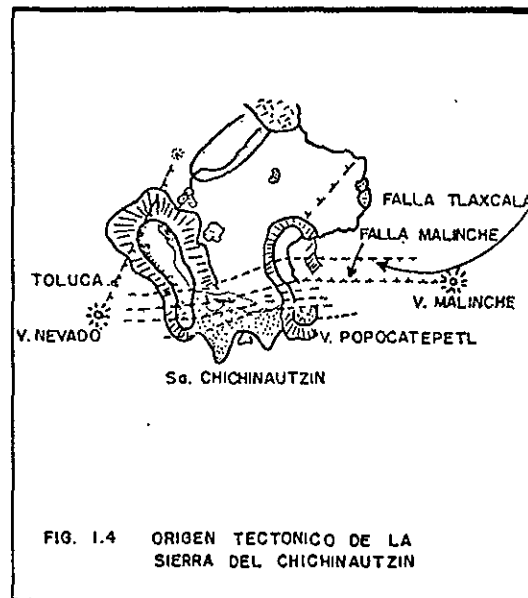 FALLA TLAXCALA
FALLA MALINCHE
TOLUCA
V. MALINCHE
V. NEVADO
V. POPOCATEPETL
Sa. CHICHINAUTZIN
FIG. 1.4 ORIGEN TECTONICO DE LA
SIERRA DEL CHICHINAUTZIN